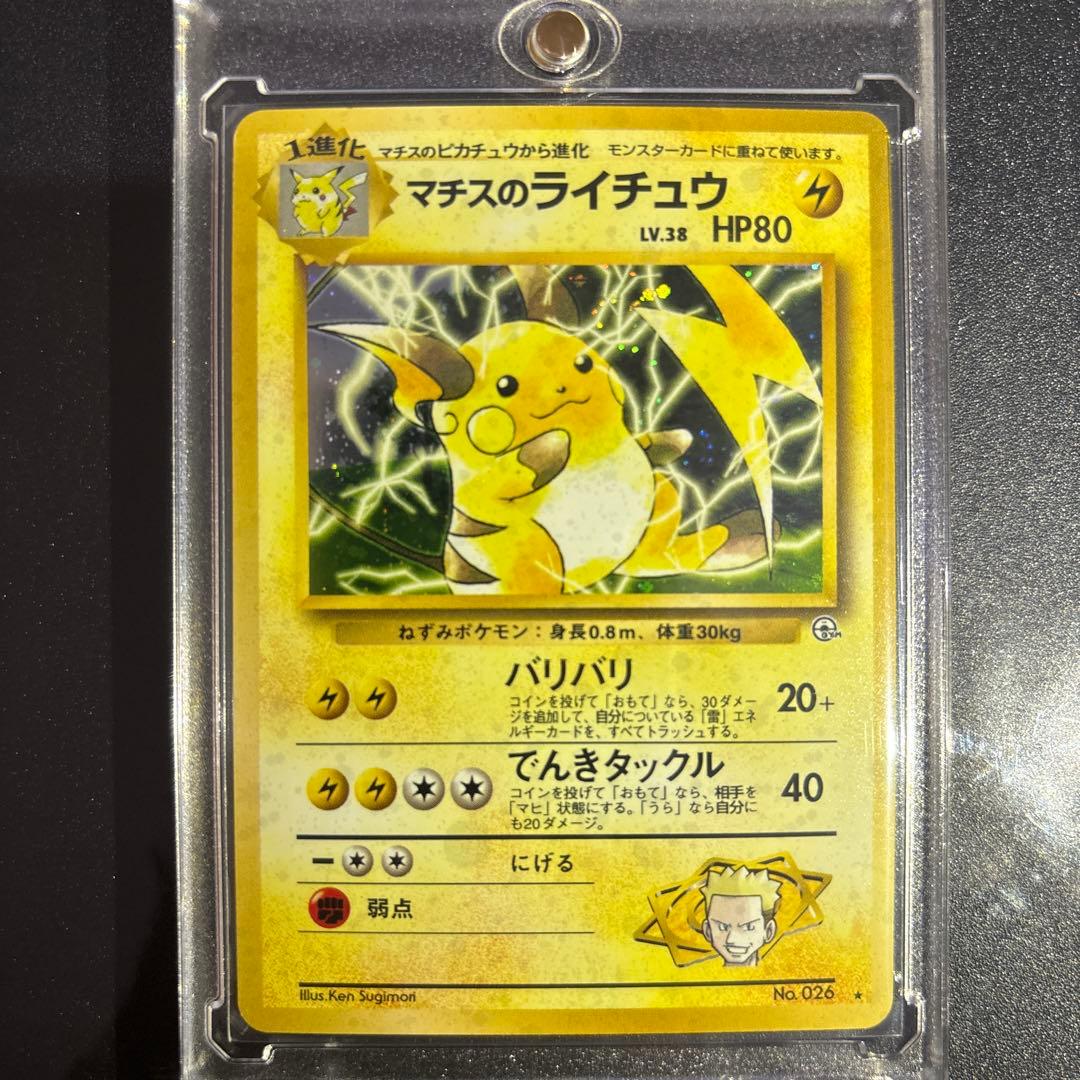 1進化 マチスのピカチュウから進化 モンスターカードに重ねて使います。
マチスのライチュウ
LV.38 HP80
ねずみポケモン：身長0.8m、体重30kg
GYM
バリバリ
コインを投げて「おもて」なら、30ダメー
ジを追加して、自分についている「雷」エネ
ルギーカードを、すべてトラッシュする。
20+
でんきタックル
コインを投げて「おもて」なら、相手を
「マヒ」状態にする。「うら」なら自分に
も20ダメージ。
40
にげる
弱点
Illus.Ken Sugimori
No.026 ★